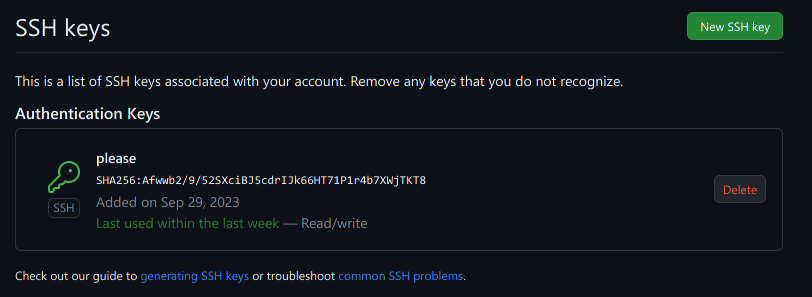 SSH keys
New SSH key
This is a list of SSH keys associated with your account. Remove any keys that you do not recognize.
Authentication Keys
please
SHA256:Afwwb2/9/52SXciBJ5cdrIJk66HT71P1r4b7XWjTKT8
SSH
Added on Sep 29, 2023
Last used within the last week — Read/write
Delete
Check out our guide to generating SSH keys or troubleshoot common SSH problems.